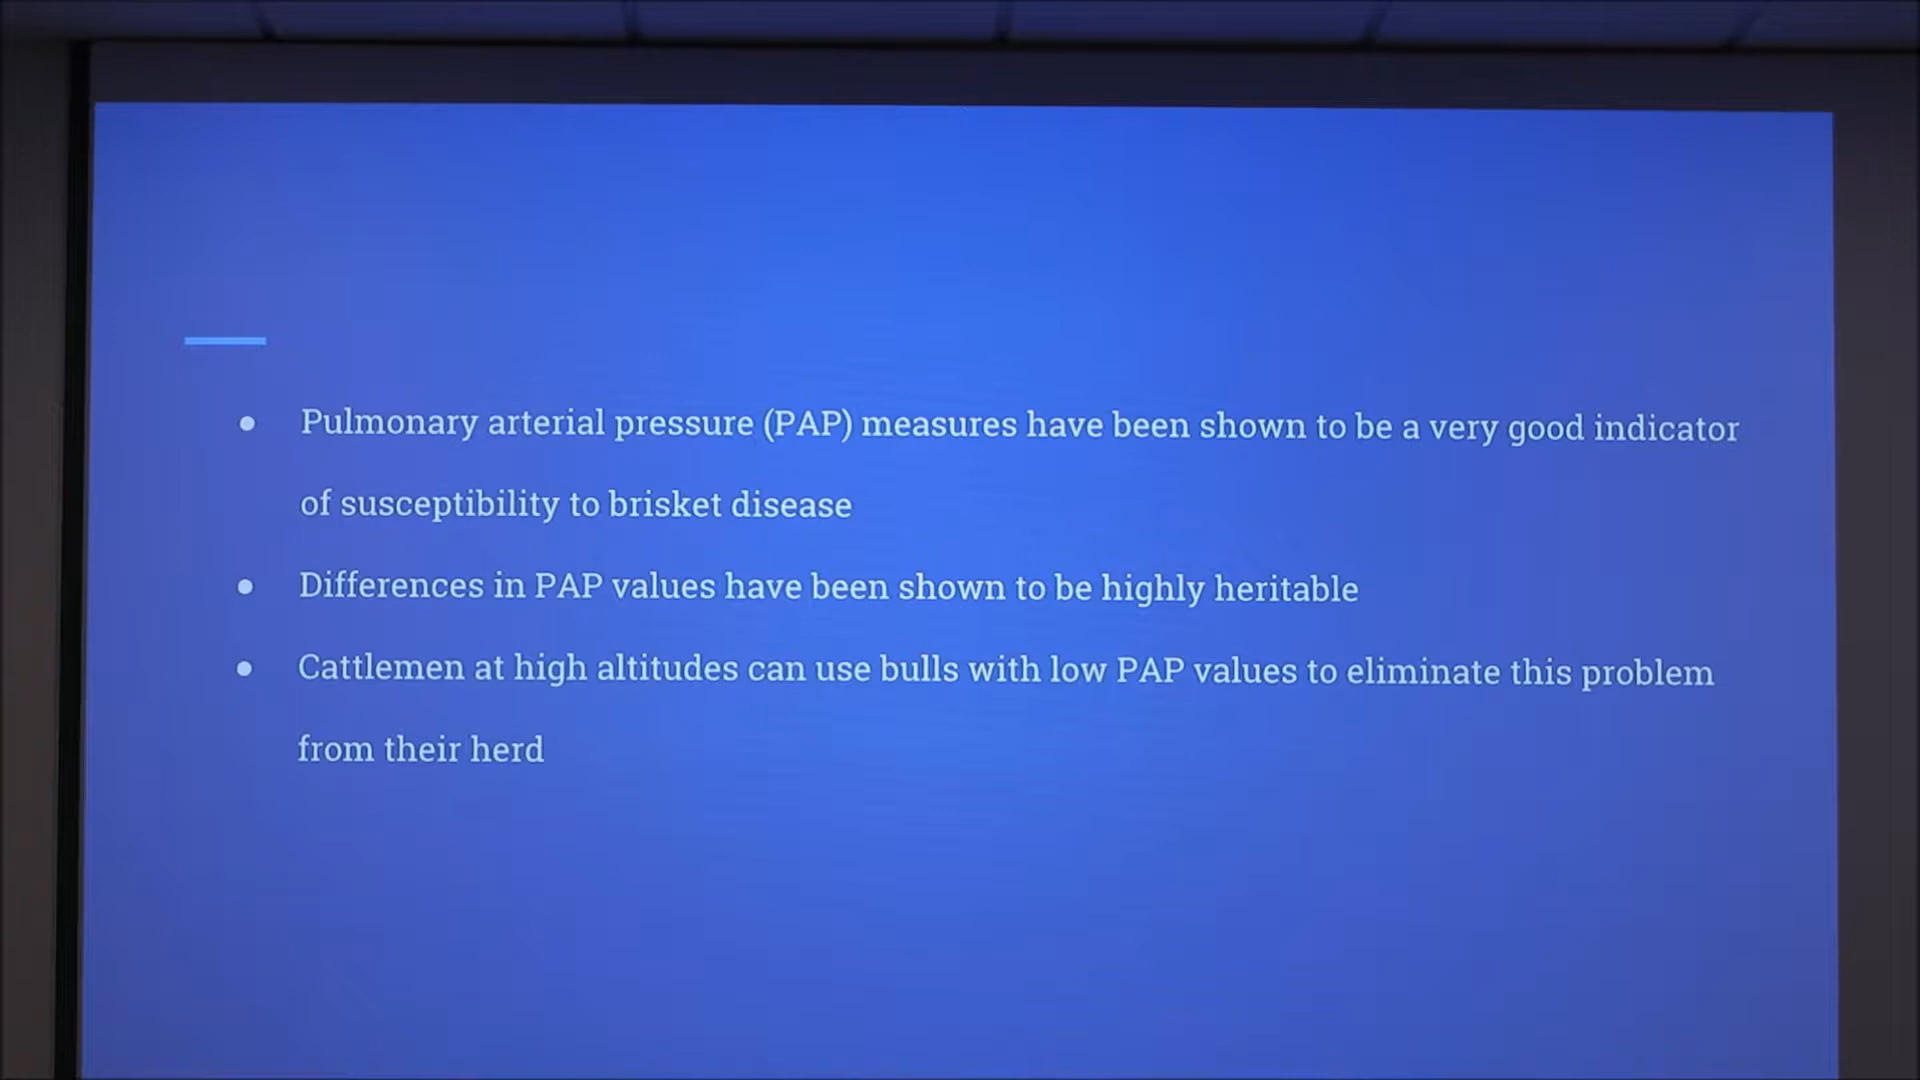 ● Pulmonary arterial pressure (PAP) measures have been shown to be a very good indicator
of susceptibility to brisket disease
● Differences in PAP values have been shown to be highly heritable
● Cattlemen at high altitudes can use bulls with low PAP values to eliminate this problem
from their herd